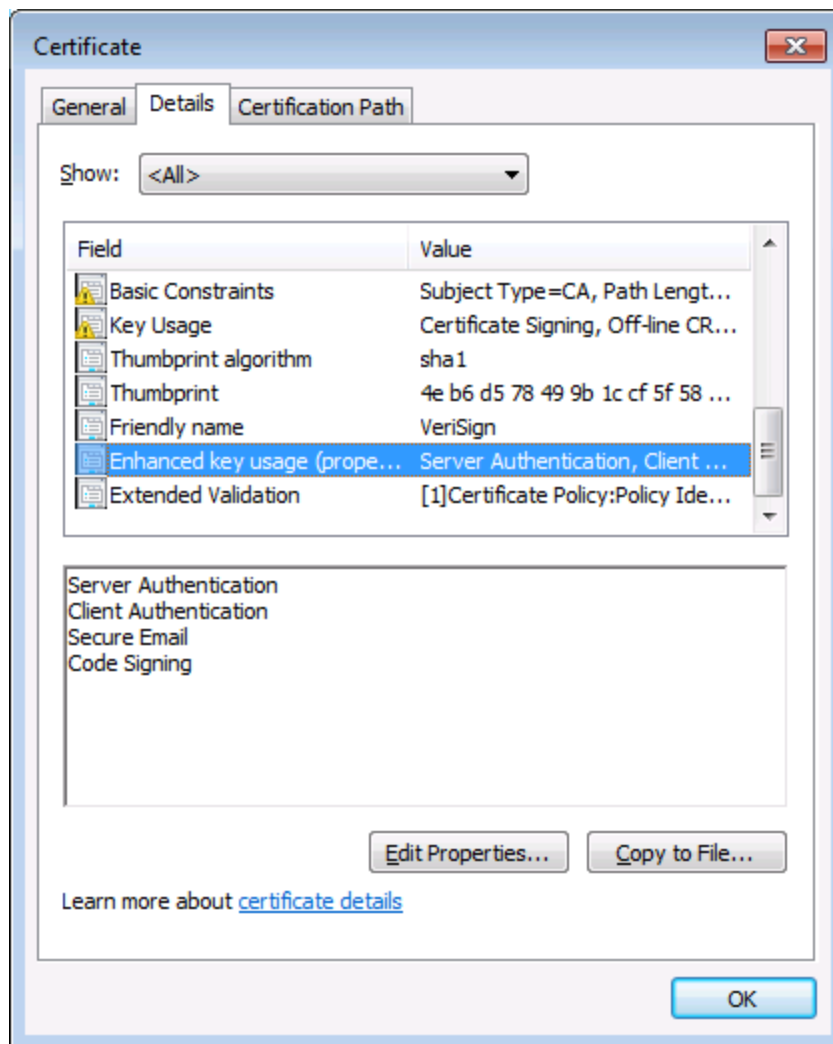 Certificate
General Details Certification Path
Show: <All>
Field Value
Basic Constraints Subject Type=CA, Path Lengt...
Key Usage Certificate Signing, Off-line CR...
Thumbprint algorithm sha1
Thumbprint 4e b6 d5 78 49 9b 1c cf 5f 58 ...
Friendly name VeriSign
Enhanced key usage (prope... Server Authentication, Client ...
Extended Validation [1]Certificate Policy:Policy Ide...
Server Authentication
Client Authentication
Secure Email
Code Signing
Edit Properties... Copy to File...
Learn more about certificate details
OK